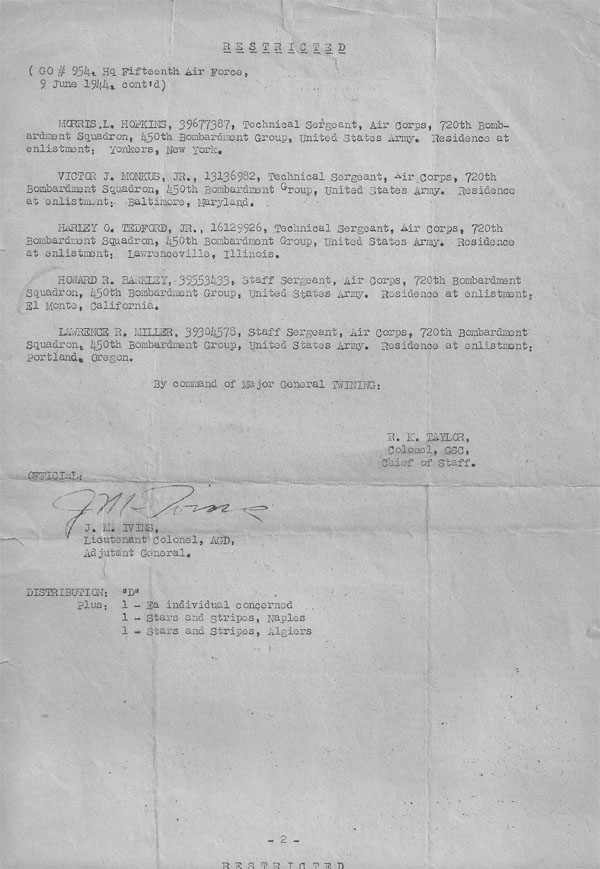 RESTRICTED
( GO # 954, Hq Fifteenth Air Force,
9 June 1944, cont'd)
MORRIS.L. HOPKINS, 39677387, Technical Sergeant, Air Corps, 720th Bomb-
ardment Squadron, 450th Bombardment Group, United States Army. Residence at
enlistment: Yonkers, New York.
VICTOR J. MONKUS, JR., 13136982, Technical Sergeant, Air Corps, 720th
Bombardment Squadron, 450th Bombardment Group, United States Army. Residence
at enlistment: Baltimore, Maryland.
HARLEY O. TEDFORD, JR., 16129926, Technical Sergeant, Air Corps, 720th
Bombardment Squadron, 450th Bombardment Group, United States Army. Residence
at enlistment: Lawrenceville, Illinois.
HOWARD R. BARKLEY, 39553433, Staff Sergeant, Air Corps, 720th Bombardment
Squadron, 450th Bombardment Group, United States Army. Residence at enlistment:
El Monte, California.
LAWRENCE R. MILLER, 39304578, Staff Sergeant, Air Corps, 720th Bombardment
Squadron, 450th Bombardment Group, United States Army. Residence at enlistment:
Portland, Oregon.
By command of Major General TWINING:
R. K. TAYLOR,
Colonel, GSC,
Chief of Staff.
OFFICIAL:
J M Ivins
J. M. IVINS,
Lieutenant Colonel, AGD,
Adjutant General.
DISTRIBUTION: "D"
Plus: 1 - Ea individual concerned
1 - Stars and Stripes, Naples
1 - Stars and Stripes, Algiers
- 2 -
RESTRICTED